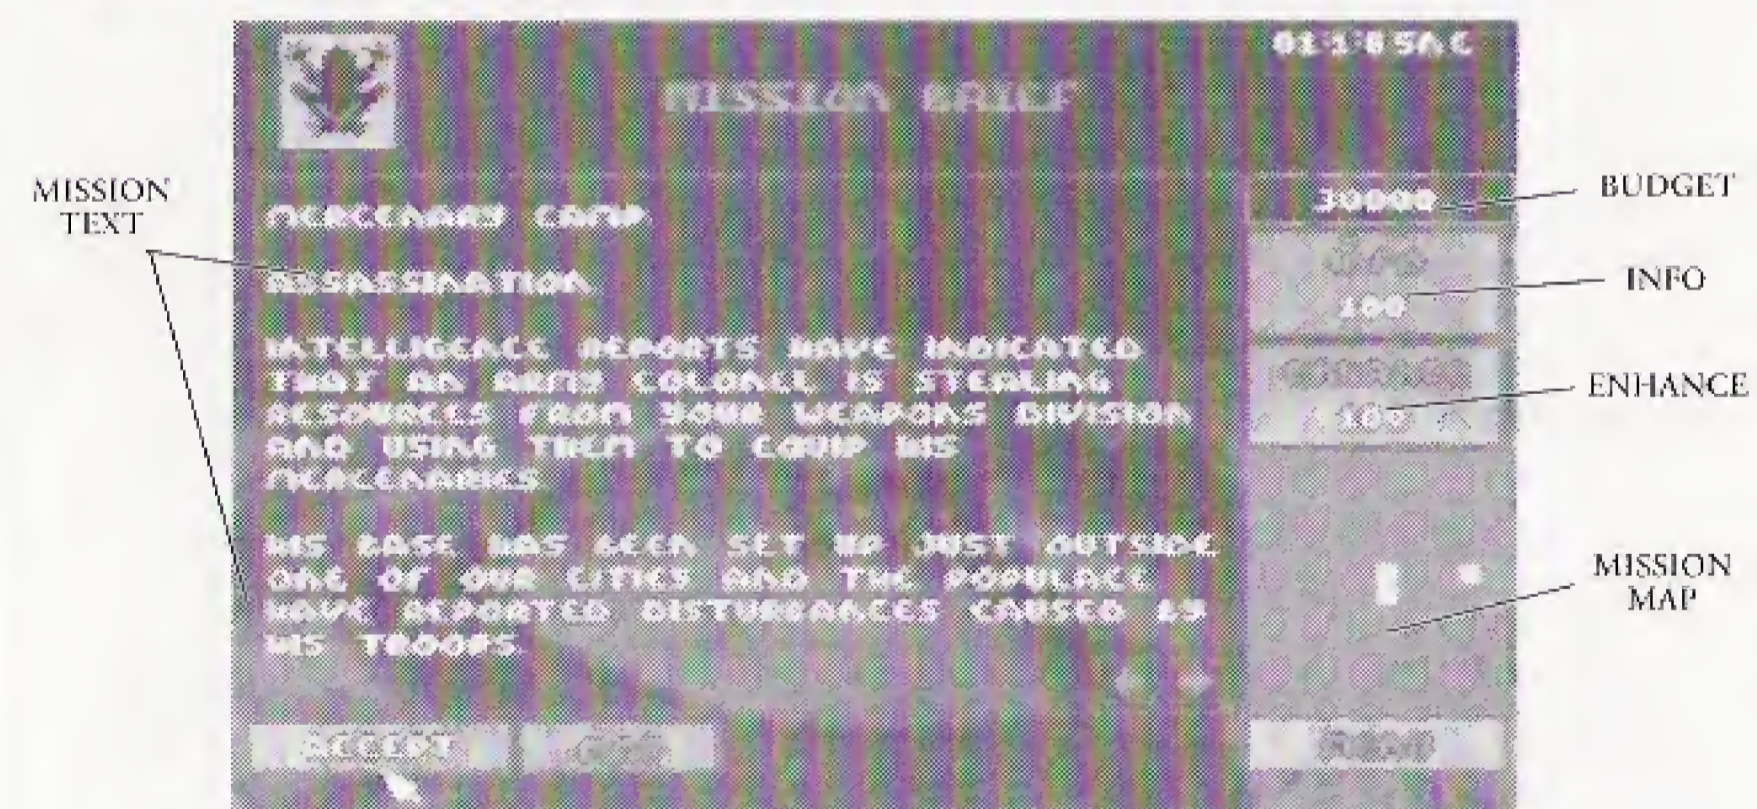 01:1:85NC
MISSION BRIEF
MISSION
TEXT
MERCENARY CAMP
ASSASSINATION
INTELLIGENCE REPORTS HAVE INDICATED
THAT AN ARMY COLONEL IS STEALING
RESOURCES FROM YOUR WEAPONS DIVISION
AND USING THEM TO EQUIP HIS
MERCENARIES
HIS BASE HAS BEEN SET UP JUST OUTSIDE
ONE OF OUR CITIES AND THE POPULACE
HAVE REPORTED DISTURBANCES CAUSED BY
HIS TROOPS.
ACCEPT
30000
BUDGET
INFO
100
ENHANCE
MISSION
MAP